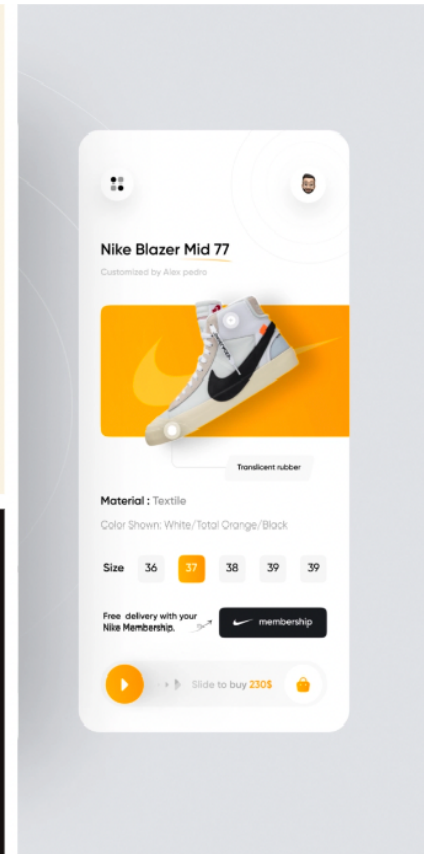 Nike Blazer Mid 77
Customized by Alex pedro
Translicent rubber
Material : Textile
Color Shown: White/Total Orange/Black
Size 36 37 38 39 39
Free delivery with your
Nike Membership.
membership
Slide to buy 230$